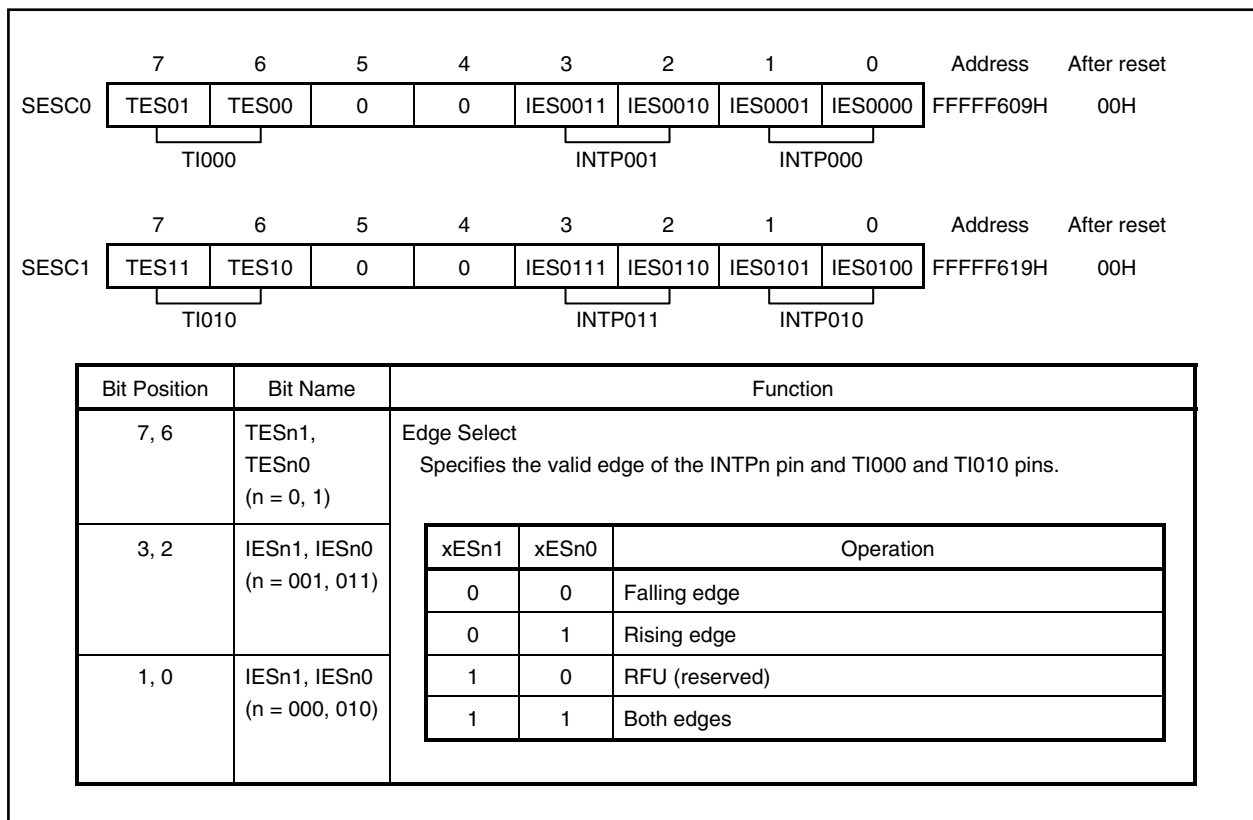 7 6 5 4 3 2 1 0 Address After reset
SESC0 TES01 TES00 0 0 IES0011 IES0010 IES0001 IES0000 FFFFF609H 00H
TI000 INTP001 INTP000
7 6 5 4 3 2 1 0 Address After reset
SESC1 TES11 TES10 0 0 IES0111 IES0110 IES0101 IES0100 FFFFF619H 00H
TI010 INTP011 INTP010
Bit Position Bit Name Function
7, 6 TESn1, Edge Select
TESn0 Specifies the valid edge of the INTPn pin and TI000 and TI010 pins.
(n = 0, 1)
3, 2 IESn1, IESn0 xESn1 xESn0 Operation
(n = 001, 011) 0 0 Falling edge
0 1 Rising edge
1, 0 IESn1, IESn0 1 0 RFU (reserved)
(n = 000, 010) 1 1 Both edges